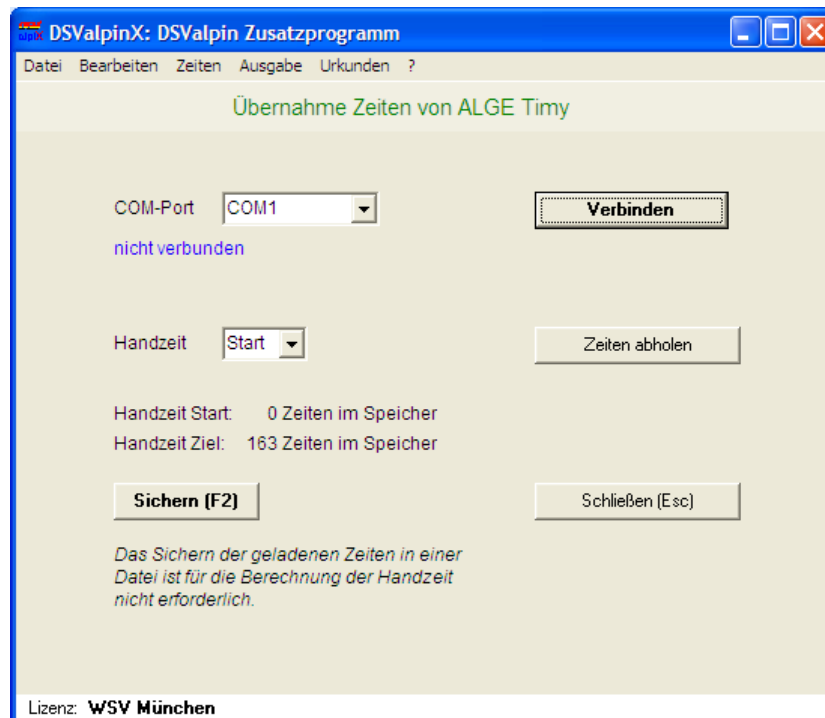 DSValpinX: DSValpin Zusatzprogramm
Datei Bearbeiten Zeiten Ausgabe Urkunden ?
Übernahme Zeiten von ALGE Timy
COM-Port COM1 Verbinden
nicht verbunden
Handzeit Start Zeiten abholen
Handzeit Start: 0 Zeiten im Speicher
Handzeit Ziel: 163 Zeiten im Speicher
Sichern (F2) Schließen (Esc)
Das Sichern der geladenen Zeiten in einer
Datei ist für die Berechnung der Handzeit
nicht erforderlich.
Lizenz: WSV München